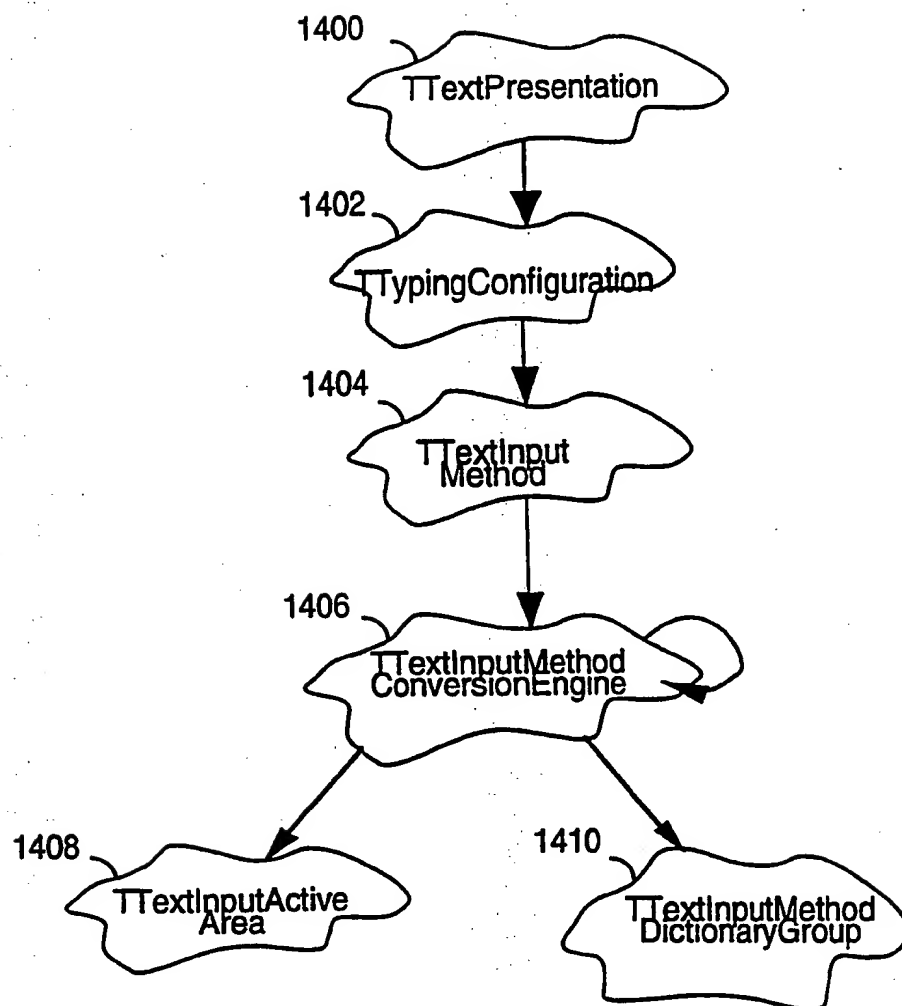 1400
TTextPresentation
1402
TTypingConfiguration
1404
TTextInput
Method
1406
TTextInputMethod
ConversionEngine
1408
TTextInputActive
Area
1410
TTextInputMethod
DictionaryGroup